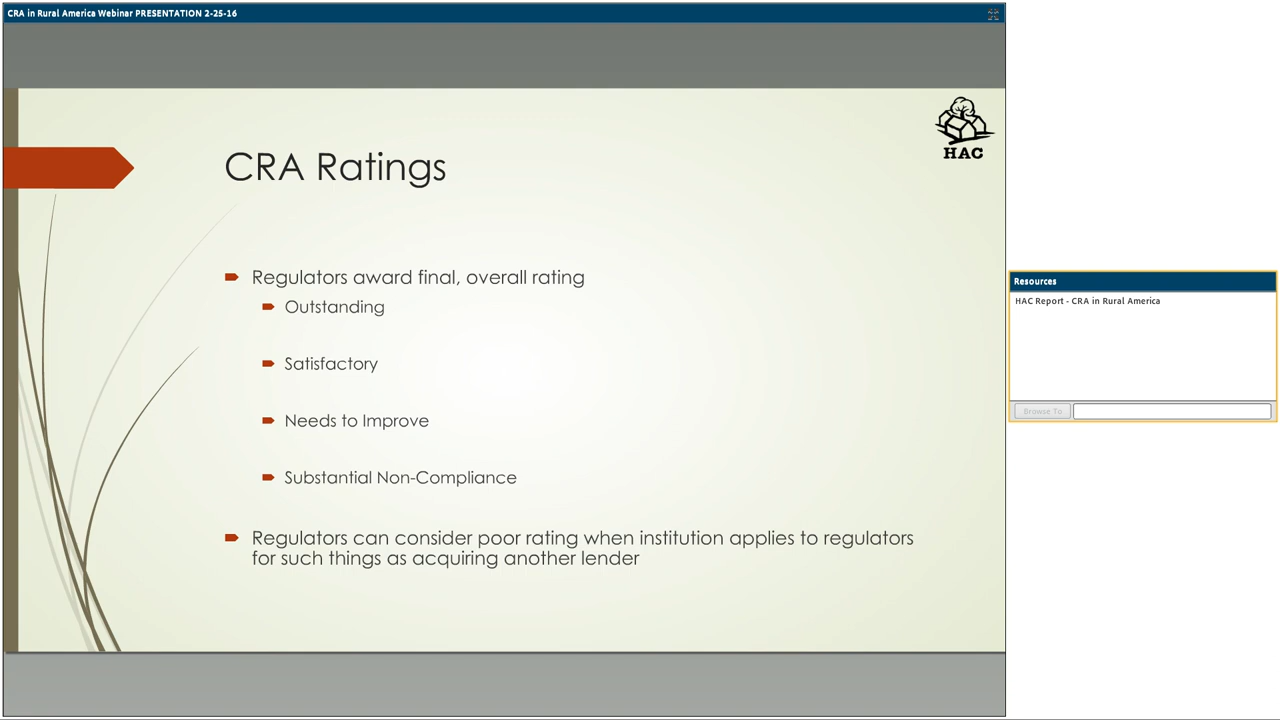 CRA in Rural America Webinar PRESENTATION 2-25-16
HAC
CRA Ratings
Regulators award final, overall rating
Outstanding
Satisfactory
Needs to Improve
Substantial Non-Compliance
Regulators can consider poor rating when institution applies to regulators
for such things as acquiring another lender
Resources
HAC Report - CRA in Rural America
Browse To